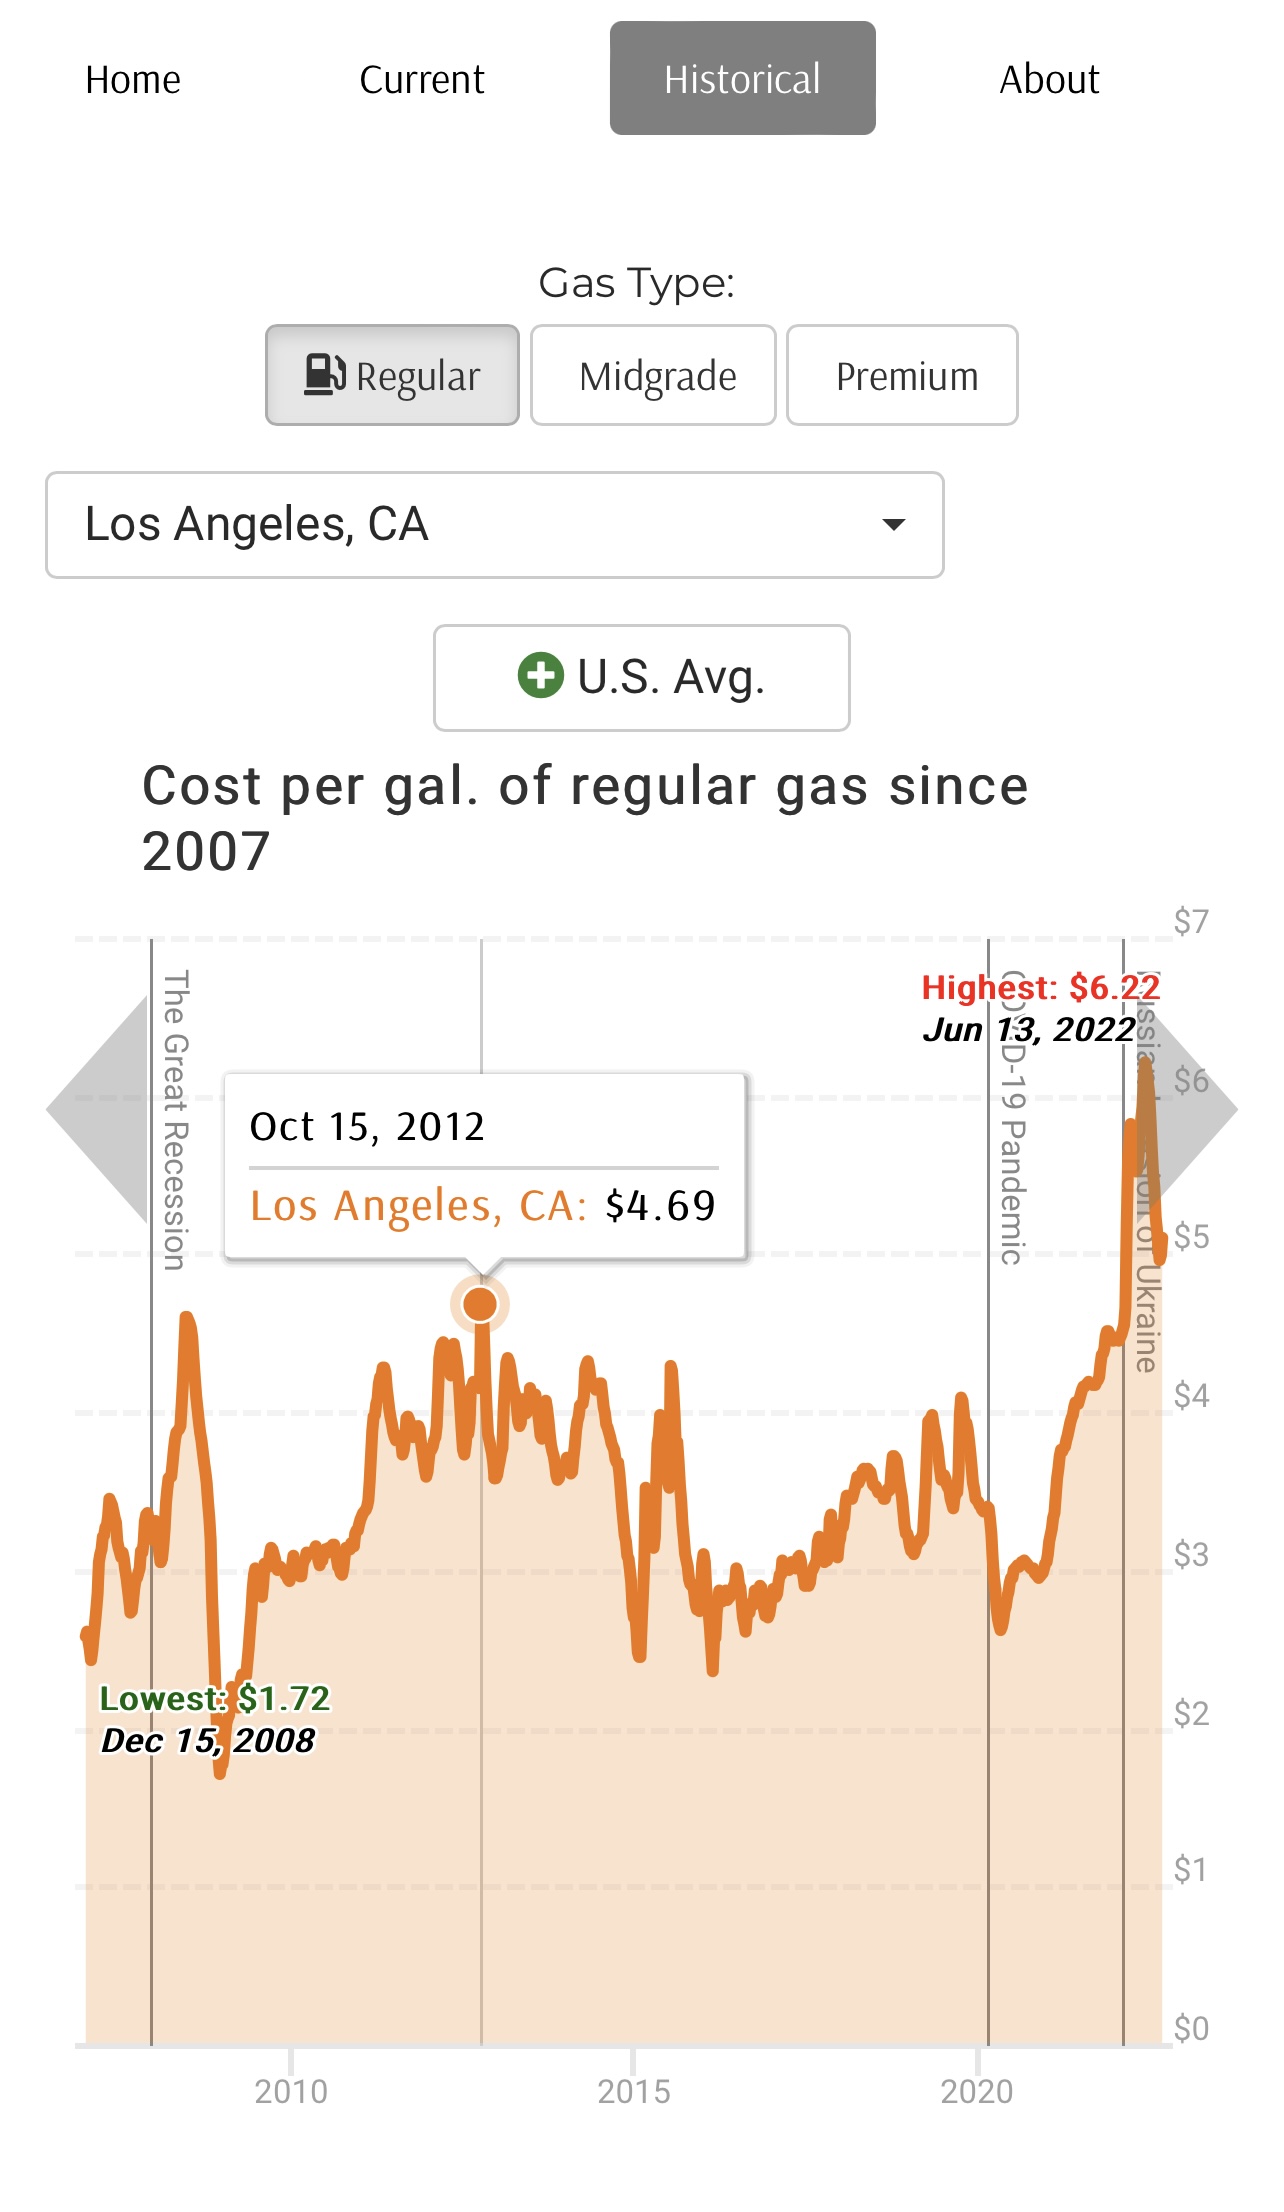 Home Current Historical About
Gas Type:
Regular Midgrade Premium
Los Angeles, CA
U.S. Avg.
Cost per gal. of regular gas since
2007
$7
The Great Recession
COVID-19 Pandemic
of Ukraine
Highest: $6.22
Jun 13, 2022
$6
Oct 15, 2012
Los Angeles, CA: $4.69
$5
$4
$3
Lowest: $1.72
Dec 15, 2008
$2
$1
$0
2010 2015 2020